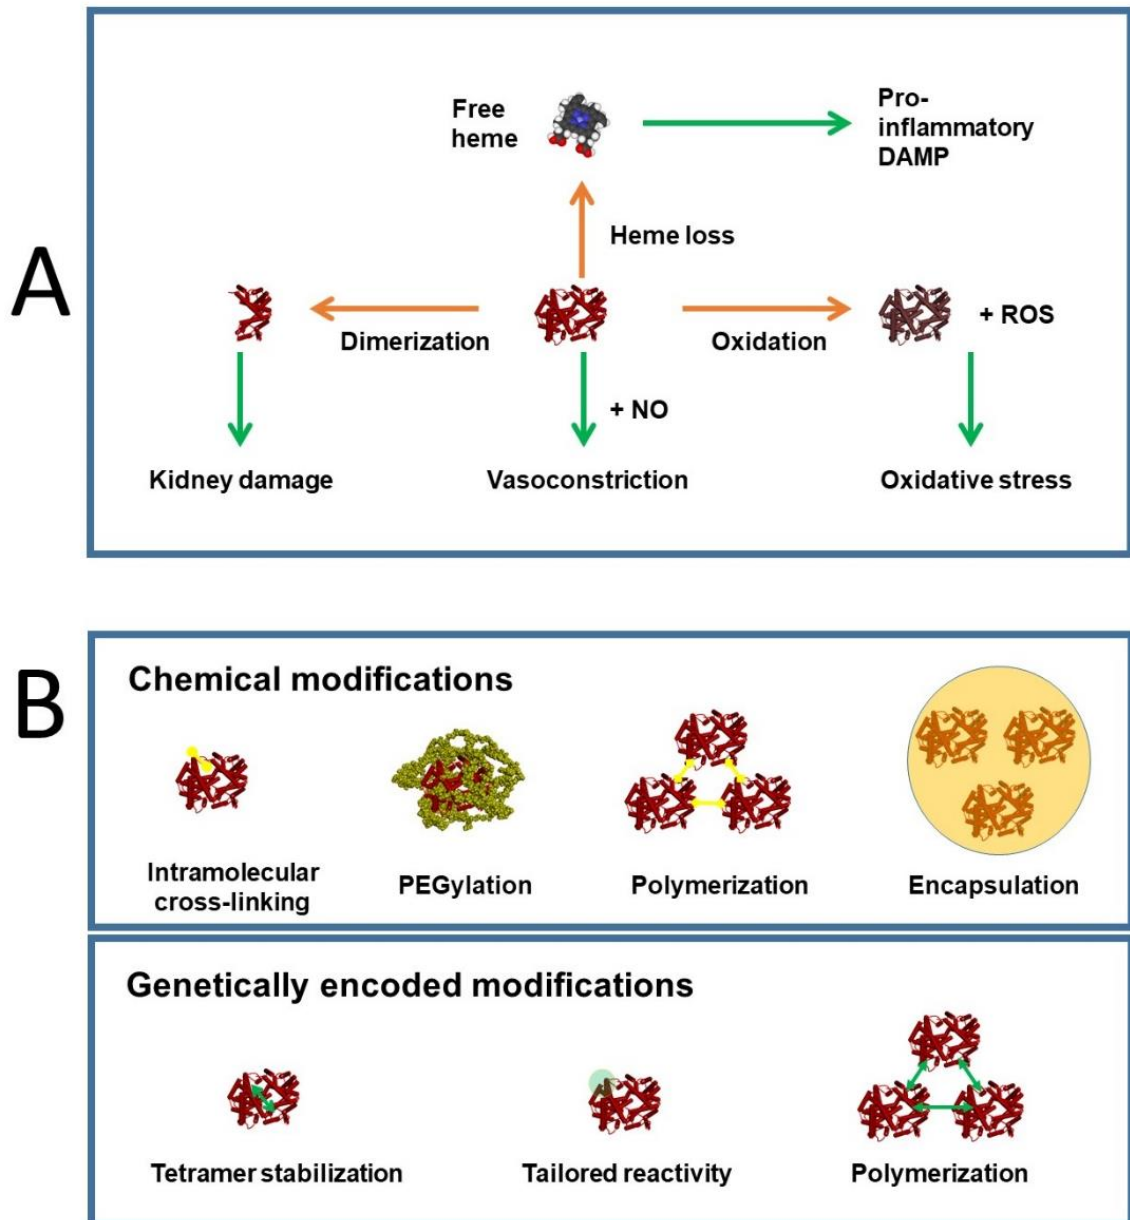 A
Free
heme
Pro-
inflammatory
DAMP
Heme loss
Dimerization
Oxidation
+ ROS
+ NO
Kidney damage
Vasoconstriction
Oxidative stress
B
Chemical modifications
Intramolecular
cross-linking
PEGylation
Polymerization
Encapsulation
Genetically encoded modifications
Tetramer stabilization
Tailored reactivity
Polymerization